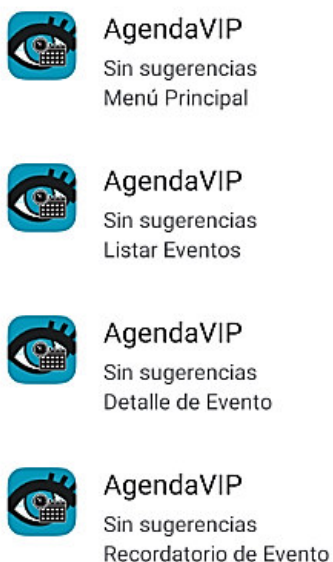 AgendaVIP
Sin sugerencias
Menú Principal
AgendaVIP
Sin sugerencias
Listar Eventos
AgendaVIP
Sin sugerencias
Detalle de Evento
AgendaVIP
Sin sugerencias
Recordatorio de Evento